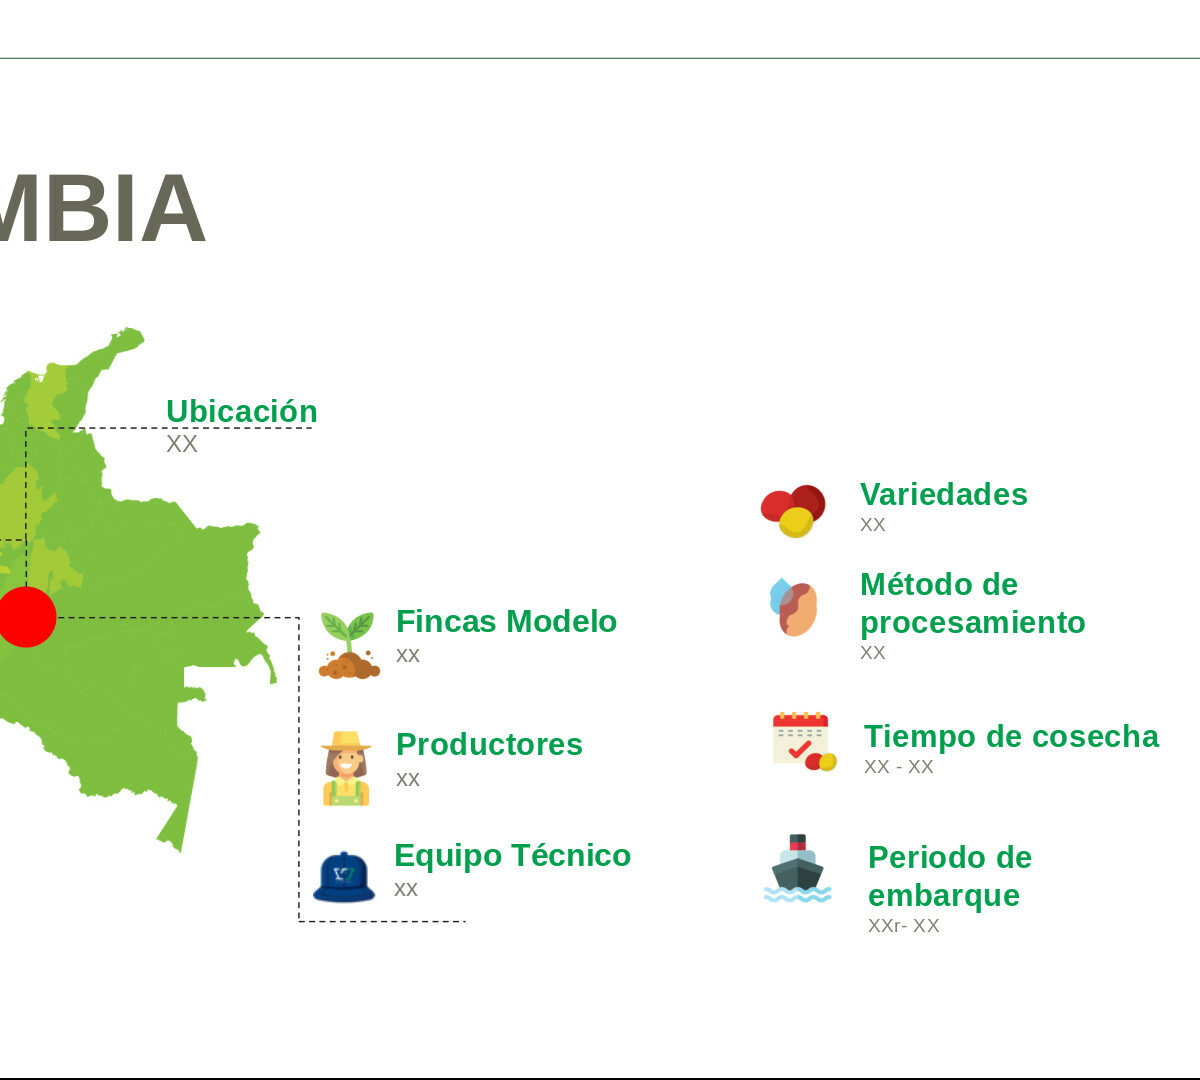 MBIA
Ubicación
XX
Fincas Modelo
xx
Productores
xx
Equipo Técnico
xx
Variedades
XX
Método de
procesamiento
XX
Tiempo de cosecha
XX - XX
Periodo de
embarque
XXr- XX